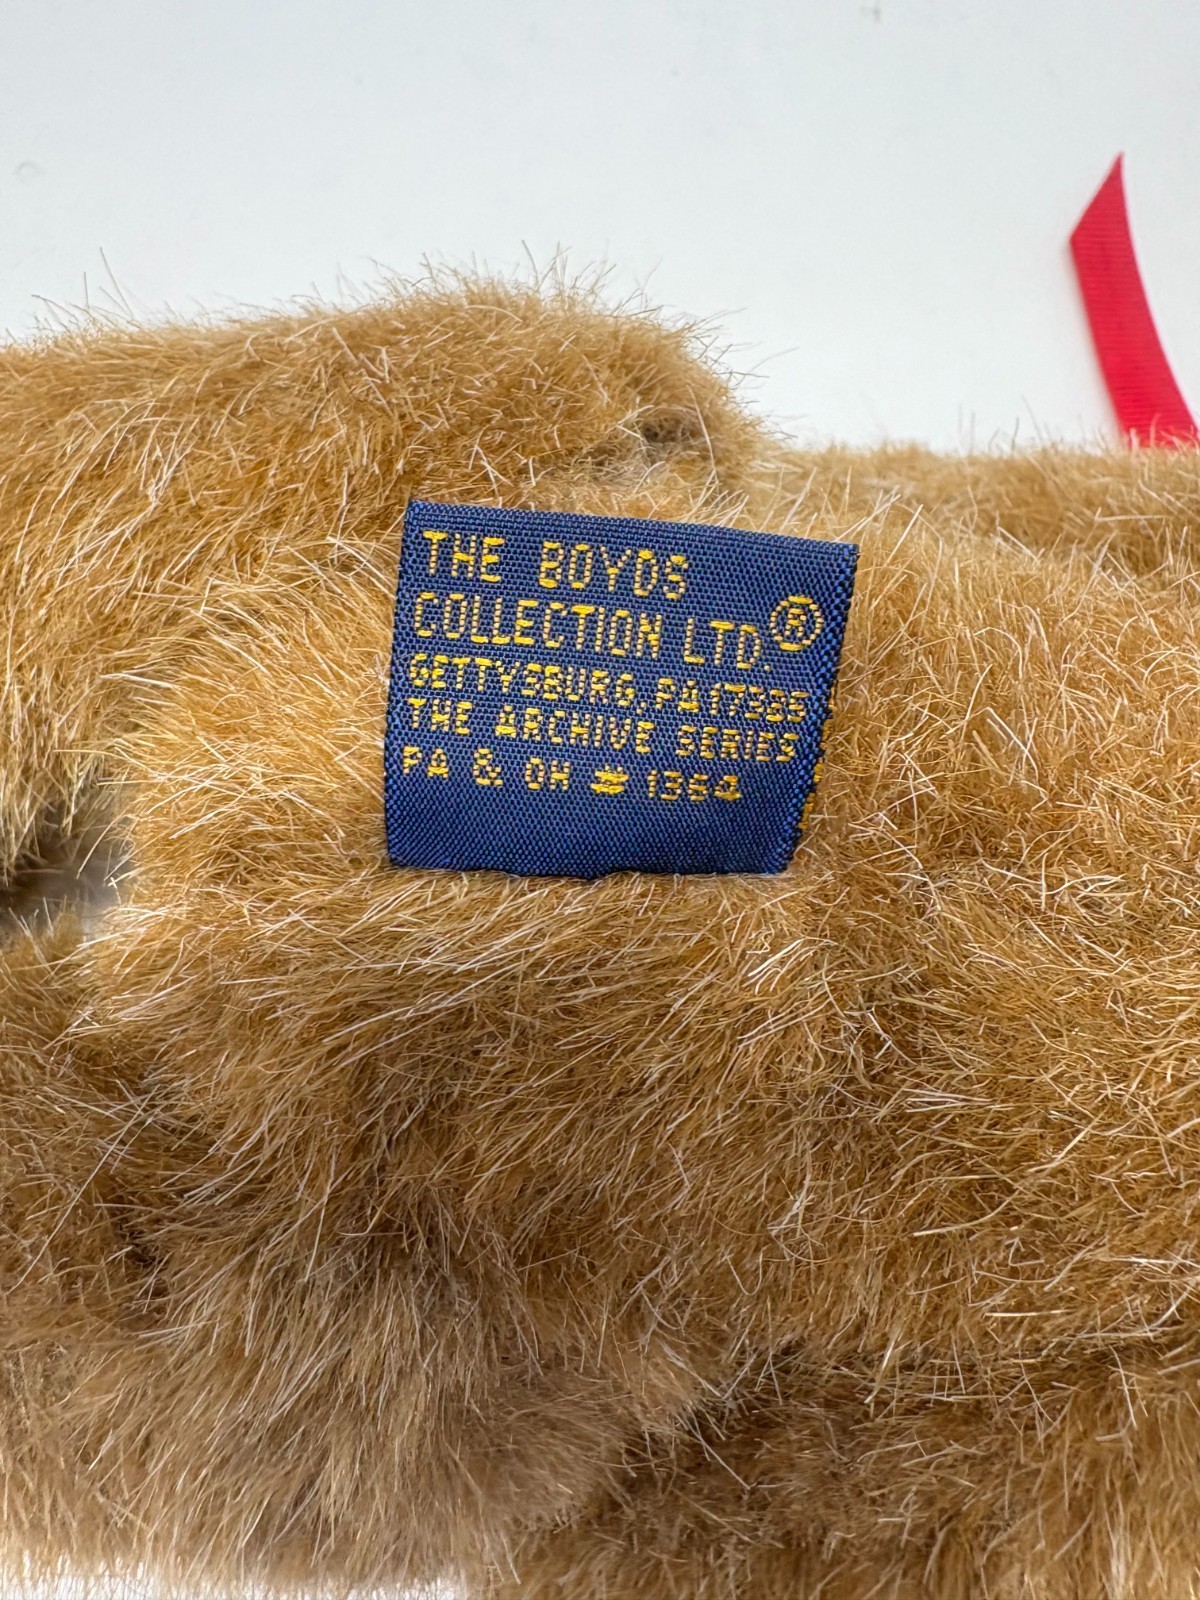 THE BOYDS
COLLECTION LTD.®
GETTYSBURG, PA 17325
THE ARCHIVE SERIES
PA & OH # 1364